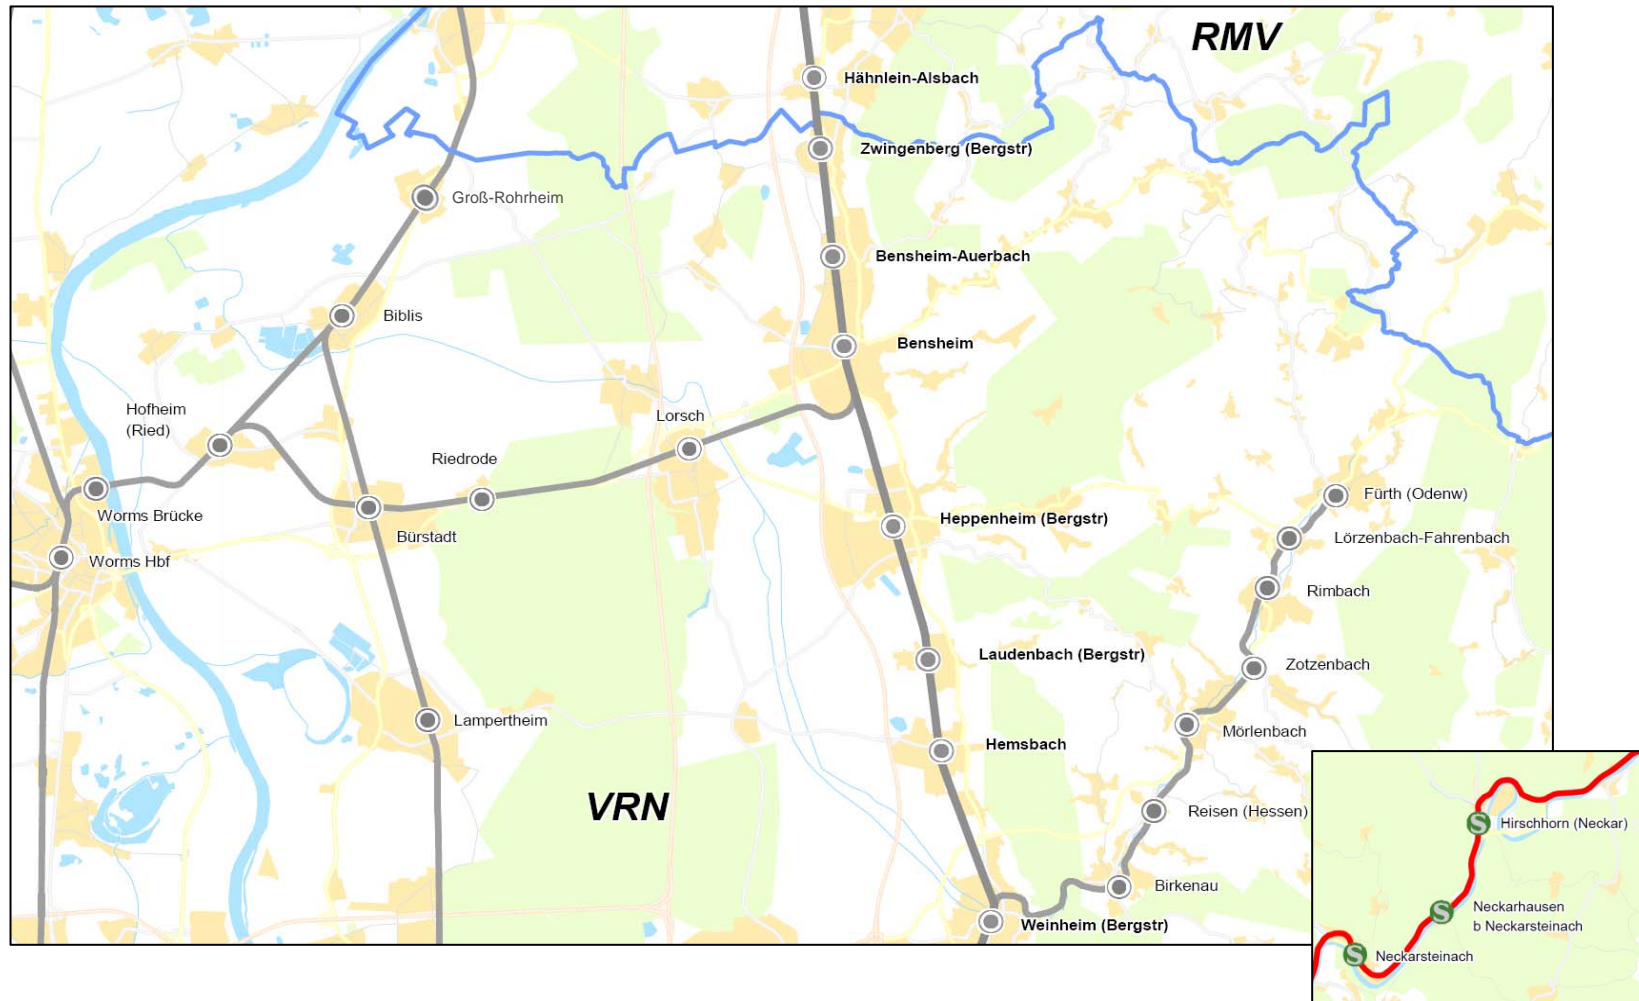 RMV
Hähnlein-Alsbach
Zwingenberg (Bergstr)
Groß-Rohrheim
Bensheim-Auerbach
Biblis
Bensheim
Hofheim
(Ried)
Lorsch
Riedrode
Fürth (Odenw)
Worms Brücke
Heppenheim (Bergstr)
Bürstadt
Lörzenbach-Fahrenbach
Worms Hbf
Rimbach
Laudenbach (Bergstr)
Zotzenbach
Lampertheim
Mörlenbach
Hemsbach
VRN
Reisen (Hessen)
S Hirschhorn (Neckar)
Birkenau
S Neckarhausen
b Neckarsteinach
Weinheim (Bergstr)
S Neckarsteinach